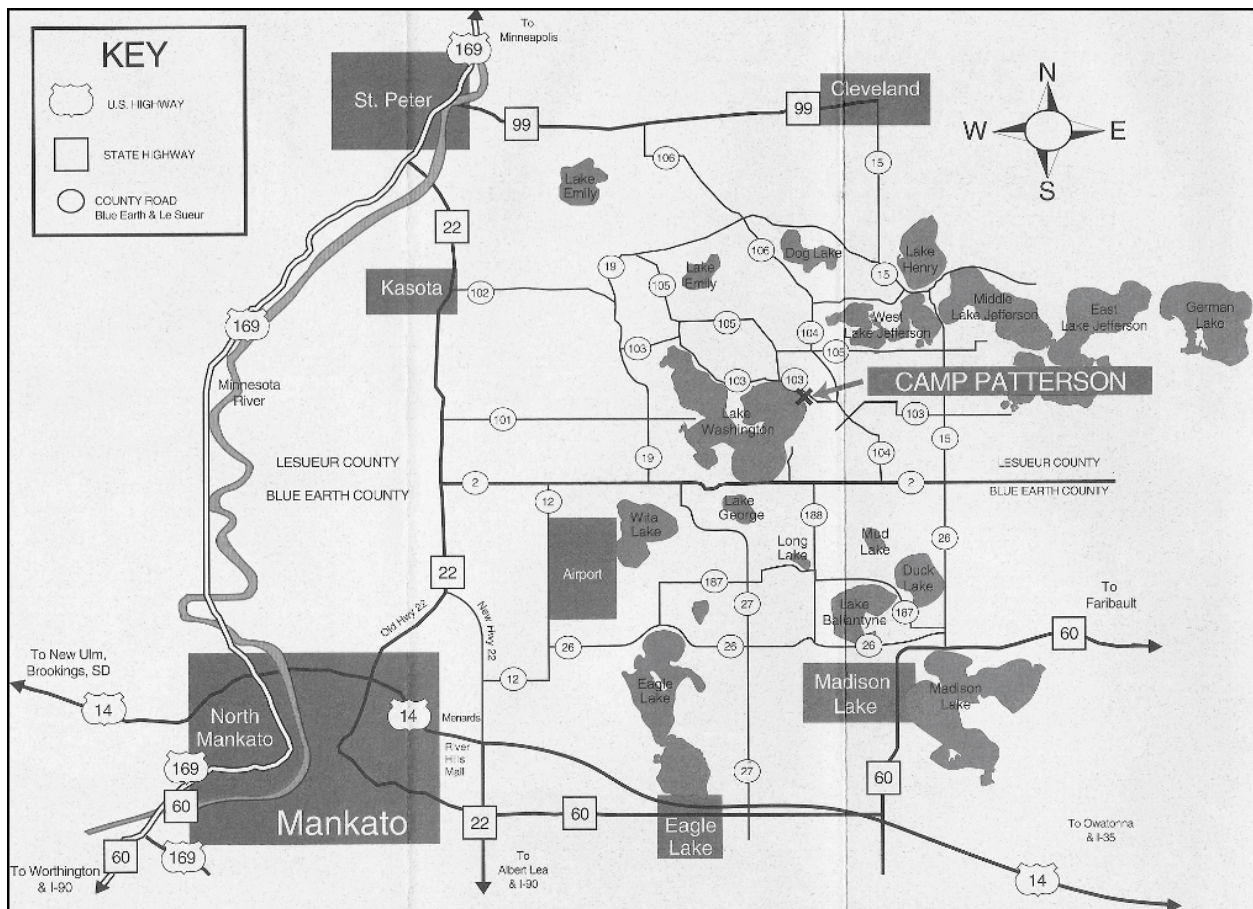 KEY
U.S. HIGHWAY
STATE HIGHWAY
COUNTY ROAD
Blue Earth & Le Sueur
To
Minneapolis
169
St. Peter
99
99
Cleveland
N
W
E
S
106
15
Lake
Emily
22
Kasota
102
19
105
Lake
Emily
106
Dog Lake
15
Lake
Henry
169
Minnesota
River
103
105
104
West
Lake Jefferson
Middle
Lake Jefferson
East
Lake Jefferson
German
Lake
103
103
CAMP PATTERSON
101
Lake
Washington
103
19
104
15
LESUEUR COUNTY
BLUE EARTH COUNTY
LESUEUR COUNTY
BLUE EARTH COUNTY
2
2
12
Wita
Lake
Lake
George
188
Mud
Lake
26
Long
Lake
Duck
Lake
22
Airport
187
27
Lake
Ballantyne
187
To
Faribault
60
Old Hwy 22
New Hwy 22
26
26
26
12
To New Ulm,
Brookings, SD
14
North
Mankato
14
Menards
River
Hills
Mall
Eagle
Lake
Madison
Lake
Madison
Lake
169
60
27
60
Mankato
22
60
Eagle
Lake
60
169
To Worthington
& I-90
To
Albert Lea
& I-90
To Owatonna
& I-35
14